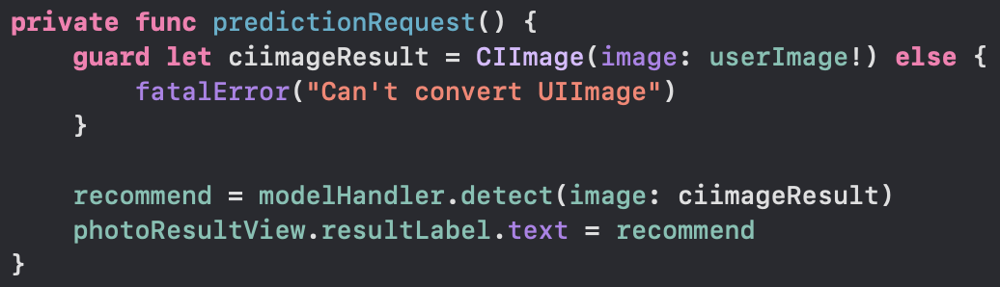 private func predictionRequest() {
    guard let ciimageResult = CIImage(image: userImage!) else {
        fatalError("Can't convert UIImage")
    }

    recommend = modelHandler.detect(image: ciimageResult)
    photoResultView.resultLabel.text = recommend
}